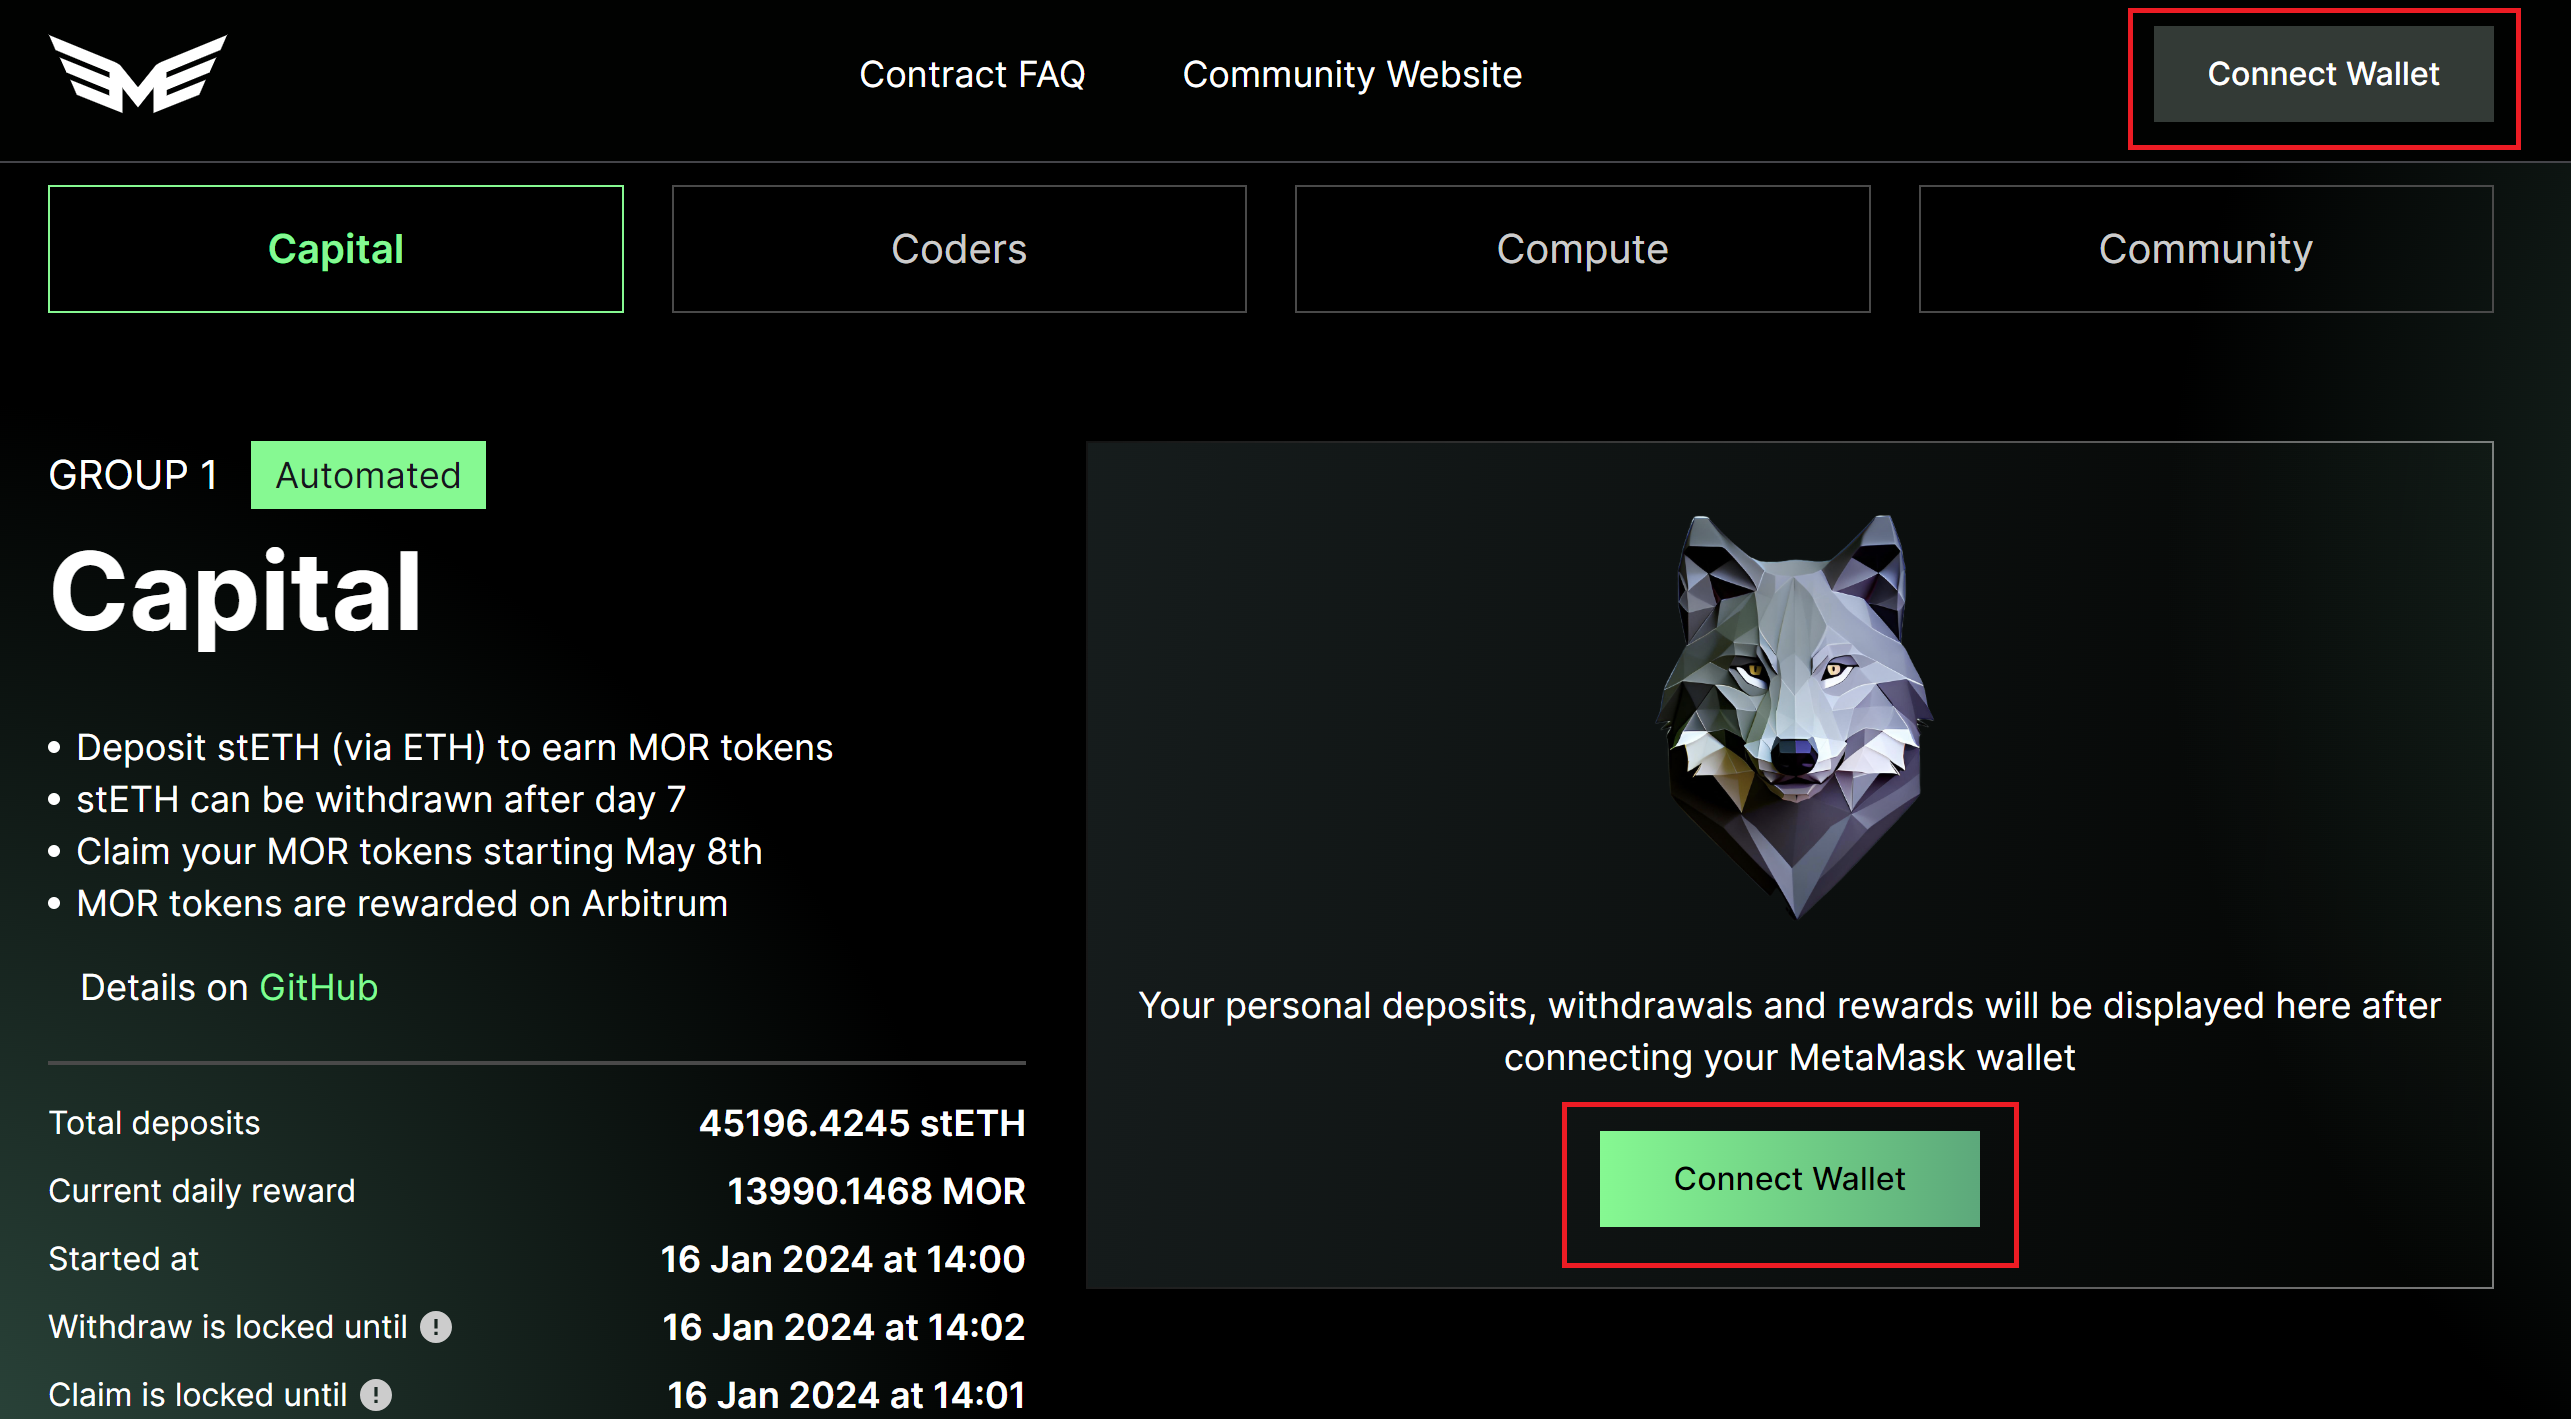 Contract FAQ
Community Website
Connect Wallet
Capital
Coders
Compute
Community
GROUP 1
Automated
Capital
• Deposit stETH (via ETH) to earn MOR tokens
• stETH can be withdrawn after day 7
• Claim your MOR tokens starting May 8th
• MOR tokens are rewarded on Arbitrum
Details on GitHub
Total deposits 45196.4245 stETH
Current daily reward 13990.1468 MOR
Started at 16 Jan 2024 at 14:00
Withdraw is locked until 16 Jan 2024 at 14:02
Claim is locked until 16 Jan 2024 at 14:01
Your personal deposits, withdrawals and rewards will be displayed here after
connecting your MetaMask wallet
Connect Wallet